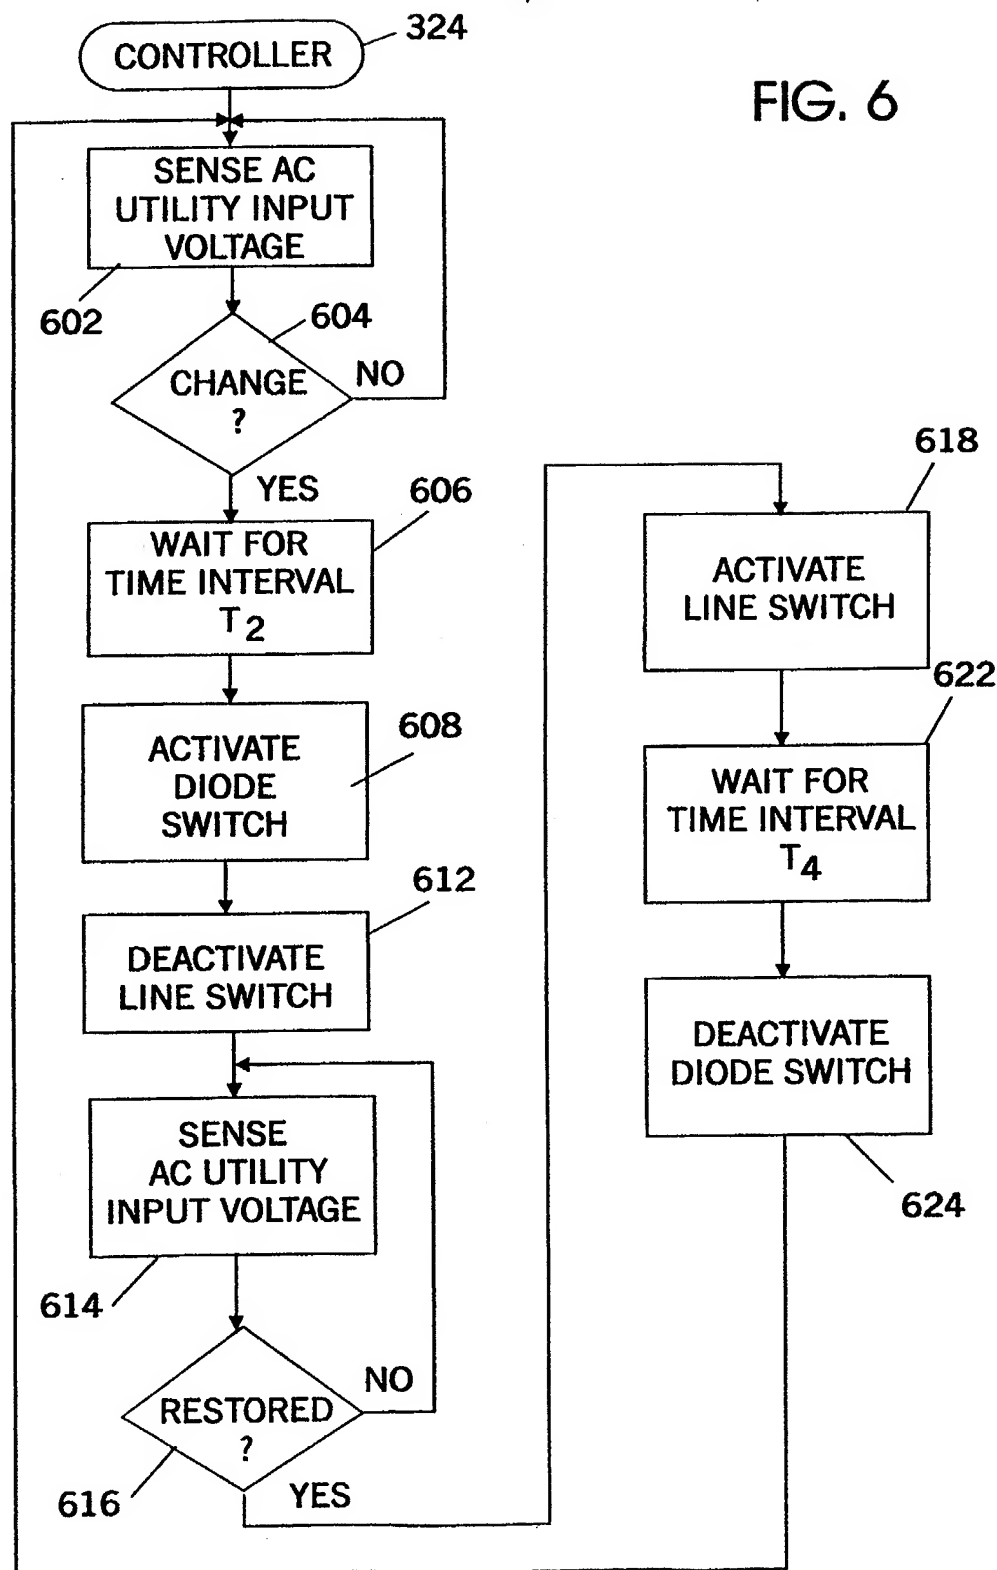 CONTROLLER
324
FIG. 6
SENSE AC
UTILITY INPUT
VOLTAGE
602
604
CHANGE
?
NO
YES
606
WAIT FOR
TIME INTERVAL
T2
608
ACTIVATE
DIODE
SWITCH
612
DEACTIVATE
LINE SWITCH
SENSE
AC UTILITY
INPUT VOLTAGE
614
RESTORED
?
NO
616
YES
618
ACTIVATE
LINE SWITCH
622
WAIT FOR
TIME INTERVAL
T4
DEACTIVATE
DIODE SWITCH
624